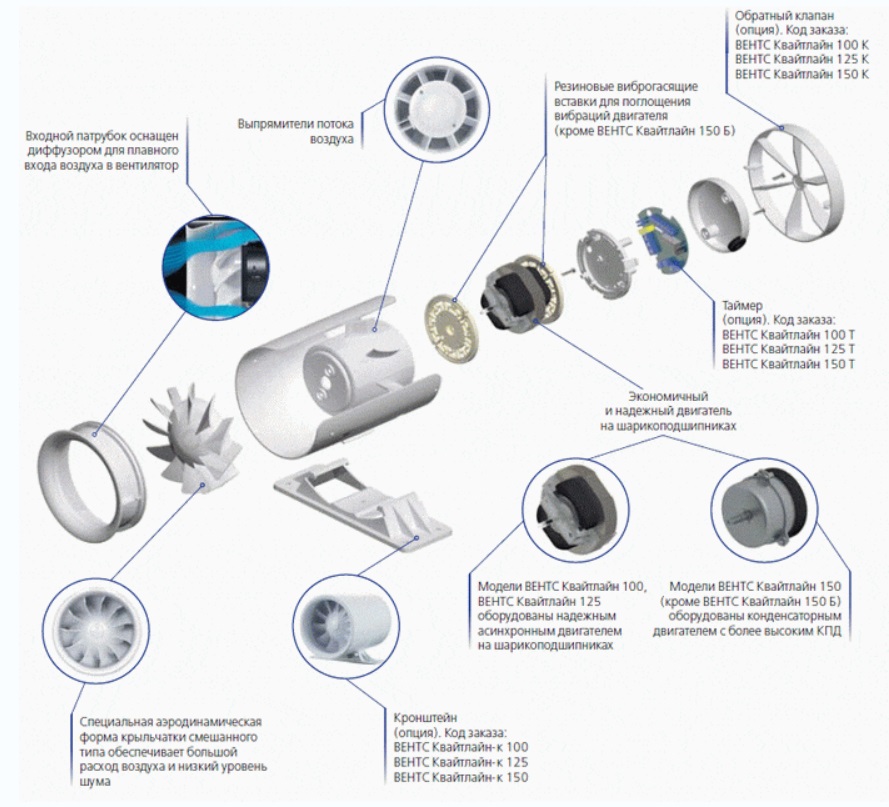 Обратный клапан
(опция). Код заказа:
ВЕНТС Квайтлайн 100 К
ВЕНТС Квайтлайн 125 К
ВЕНТС Квайтлайн 150 К
Резиновые виброгасящие
вставки для поглощения
вибраций двигателя
(кроме ВЕНТС Квайтлайн 150 Б)
Выпрямители потока
воздуха
Входной патрубок оснащен
диффузором для плавного
входа воздуха в вентилятор
Таймер
(опция). Код заказа:
ВЕНТС Квайтлайн 100 Т
ВЕНТС Квайтлайн 125 Т
ВЕНТС Квайтлайн 150 Т
Экономичный
и надежный двигатель
на шарикоподшипниках
Модели ВЕНТС Квайтлайн 100,
ВЕНТС Квайтлайн 125
оборудованы надежным
асинхронным двигателем
на шарикоподшипниках
Модели ВЕНТС Квайтлайн 150
(кроме ВЕНТС Квайтлайн 150 Б)
оборудованы конденсаторным
двигателем с более высоким КПД
Специальная аэродинамическая
форма крыльчатки смешанного
типа обеспечивает большой
расход воздуха и низкий уровень
шума
Кронштейн
(опция). Код заказа:
ВЕНТС Квайтлайн-к 100
ВЕНТС Квайтлайн-к 125
ВЕНТС Квайтлайн-к 150